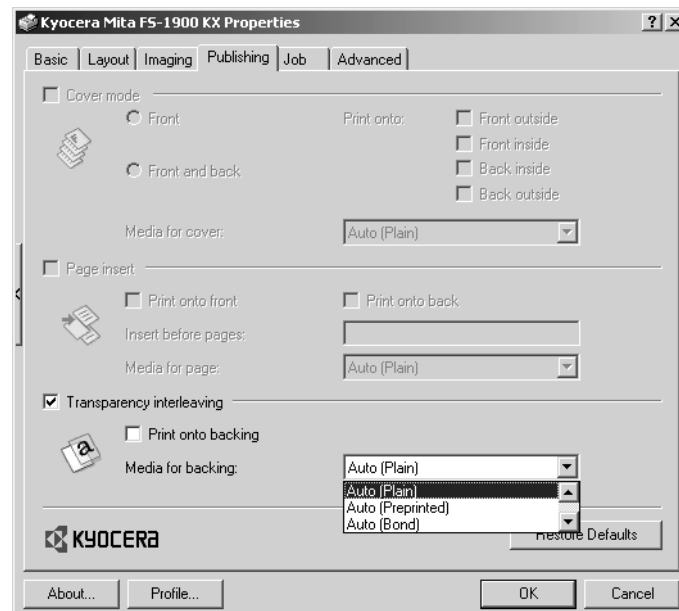 Kyocera Mita FS-1900 KX Properties
Basic Layout Imaging Publishing Job Advanced
Cover mode
Front Print onto: Front outside
Front inside
Front and back Back inside
Back outside
Media for cover: Auto (Plain)
Page insert
Print onto front Print onto back
Insert before pages:
Media for page: Auto (Plain)
Transparency interleaving
a Print onto backing
Media for backing: Auto (Plain)
Auto (Plain)
Auto (Preprinted)
Auto (Bond)
KYOCERA Restore Defaults
About... Profile... OK Cancel